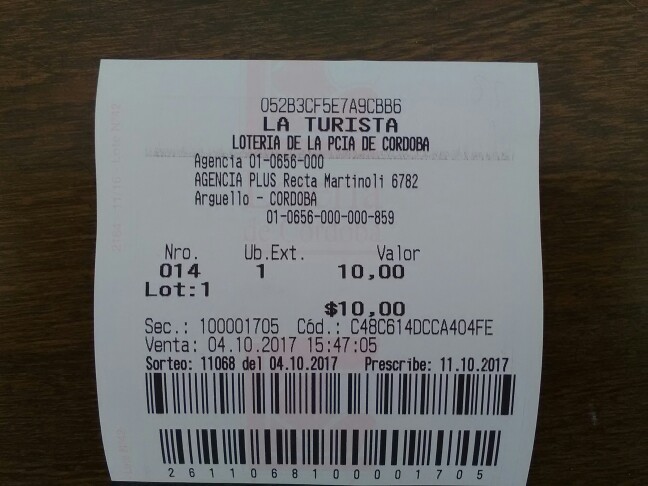 052B3CF5E7A9CBB6
LA TURISTA
LOTERIA DE LA PCIA DE CORDOBA
Agencia 01-0656-000
AGENCIA PLUS Recta Martinoli 6782
Arguello - CORDOBA
01-0656-000-000-859
Nro. Ub.Ext. Valor
014 1 10,00
Lot:1
$10,00
Sec.: 100001705 Cód.: C48C614DCCA404FE
Venta: 04.10.2017 15:47:05
Sorteo: 11068 del 04.10.2017 Prescribe: 11.10.2017
2611068100001705